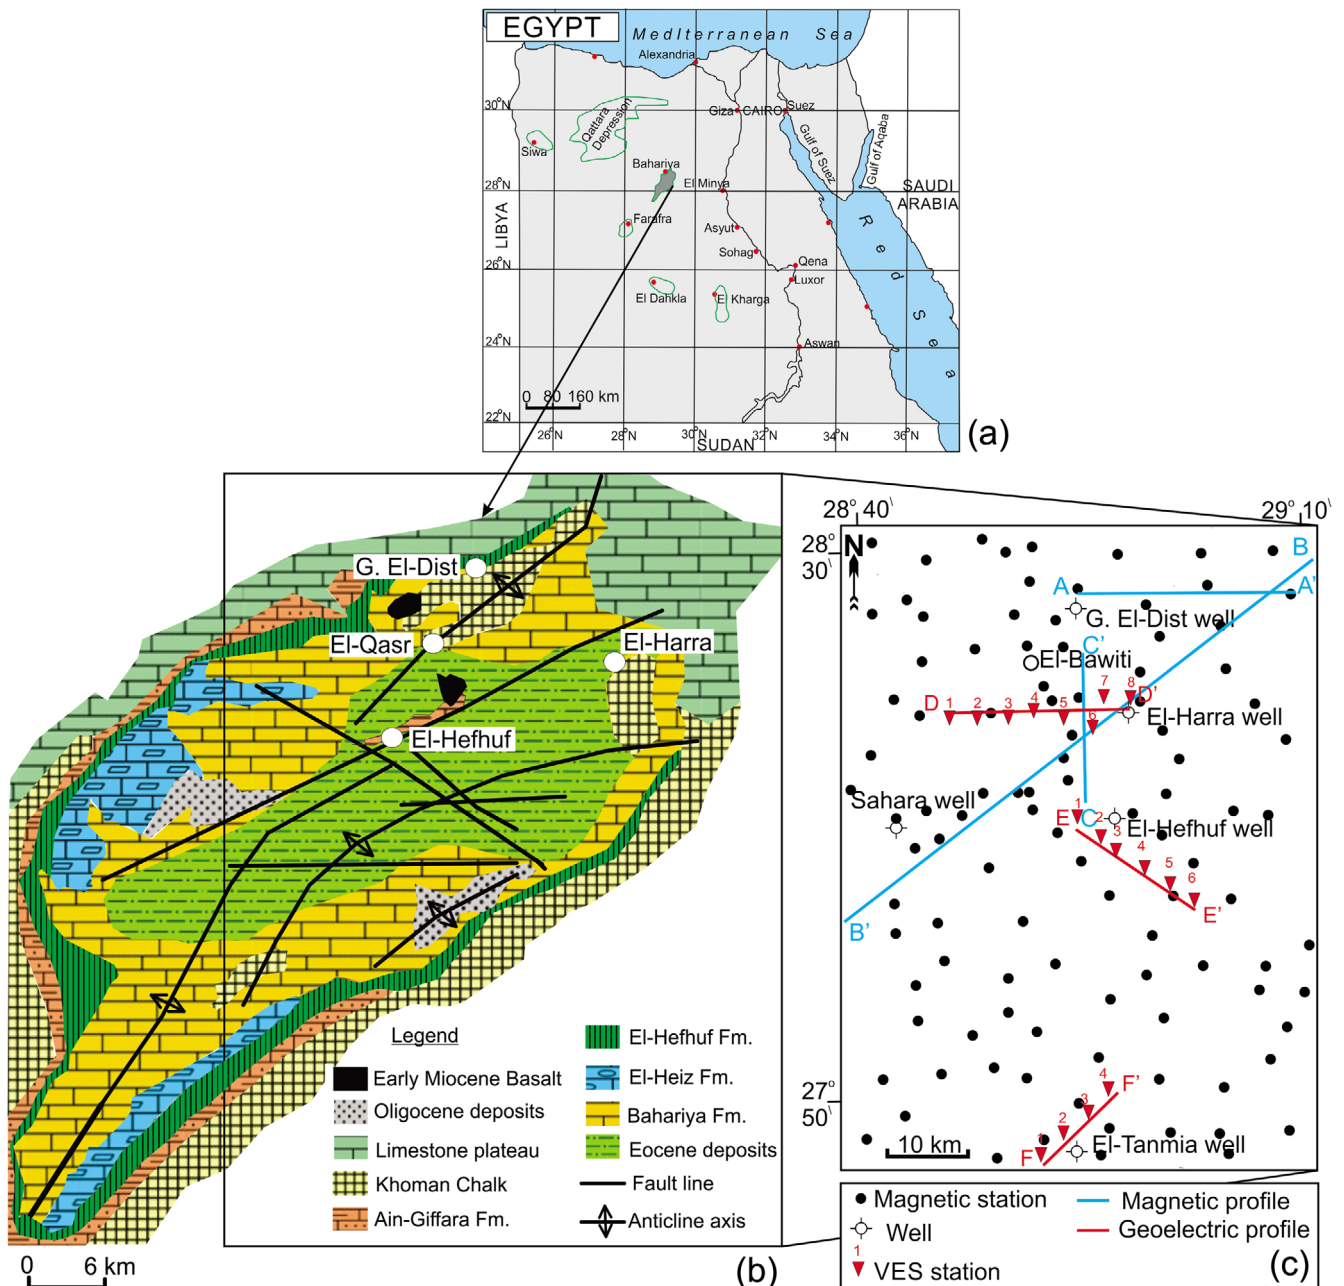 EGYPT
Mediterranean Sea
Alexandria
30°N
Qattara
Depression
Giza
CAIRO
Suez
Siwa
Gulf of Suez
Gulf of Aqaba
Bahariya
El Minya
28°N
SAUDI
ARABIA
LIBYA
Farafra
Asyut
Red Sea
Sohag
Qena
26°N
Luxor
El Dahkla
El Kharga
24°N
Aswan
0 80 160 km
22°N
26°N
28°N
30°N
32°N
34°N
36°N
SUDAN
(a)
G. El-Dist
El-Qasr
El-Harra
El-Hefhuf
Legend
Early Miocene Basalt
Oligocene deposits
Limestone plateau
Khoman Chalk
Ain-Giffara Fm.
El-Hefhuf Fm.
El-Heiz Fm.
Bahariya Fm.
Eocene deposits
Fault line
Anticline axis
0 6 km
(b)
28° 40\
29° 10\
28°
30\
N
B
A
A'
G. El-Dist well
C'
El-Bawiti
D
1
2
3
4
5
6
7
8
D'
El-Harra well
Sahara well
E
1
C
2
3
4
5
6
El-Hefhuf well
E'
B'
27°
50\
F
1
2
3
4
F'
El-Tanmia well
10 km
Magnetic station
Well
1
VES station
Magnetic profile
Geoelectric profile
(c)